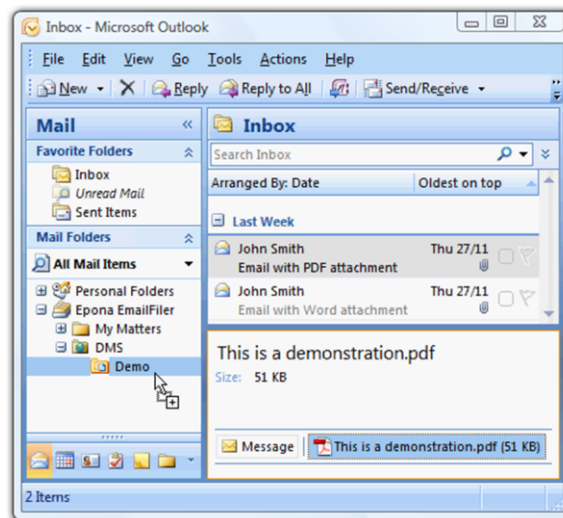 Inbox - Microsoft Outlook
File Edit View Go Tools Actions Help
New Reply Reply to All Send/Receive
Mail
Favorite Folders
Inbox
Unread Mail
Sent Items
Mail Folders
All Mail Items
Personal Folders
Epona EmailFiler
My Matters
DMS
Demo
Inbox
Search Inbox
Arranged By: Date Oldest on top
Last Week
John Smith Thu 27/11
Email with PDF attachment
John Smith Thu 27/11
Email with Word attachment
This is a demonstration.pdf
Size: 51 KB
Message This is a demonstration.pdf (51 KB)
2 Items